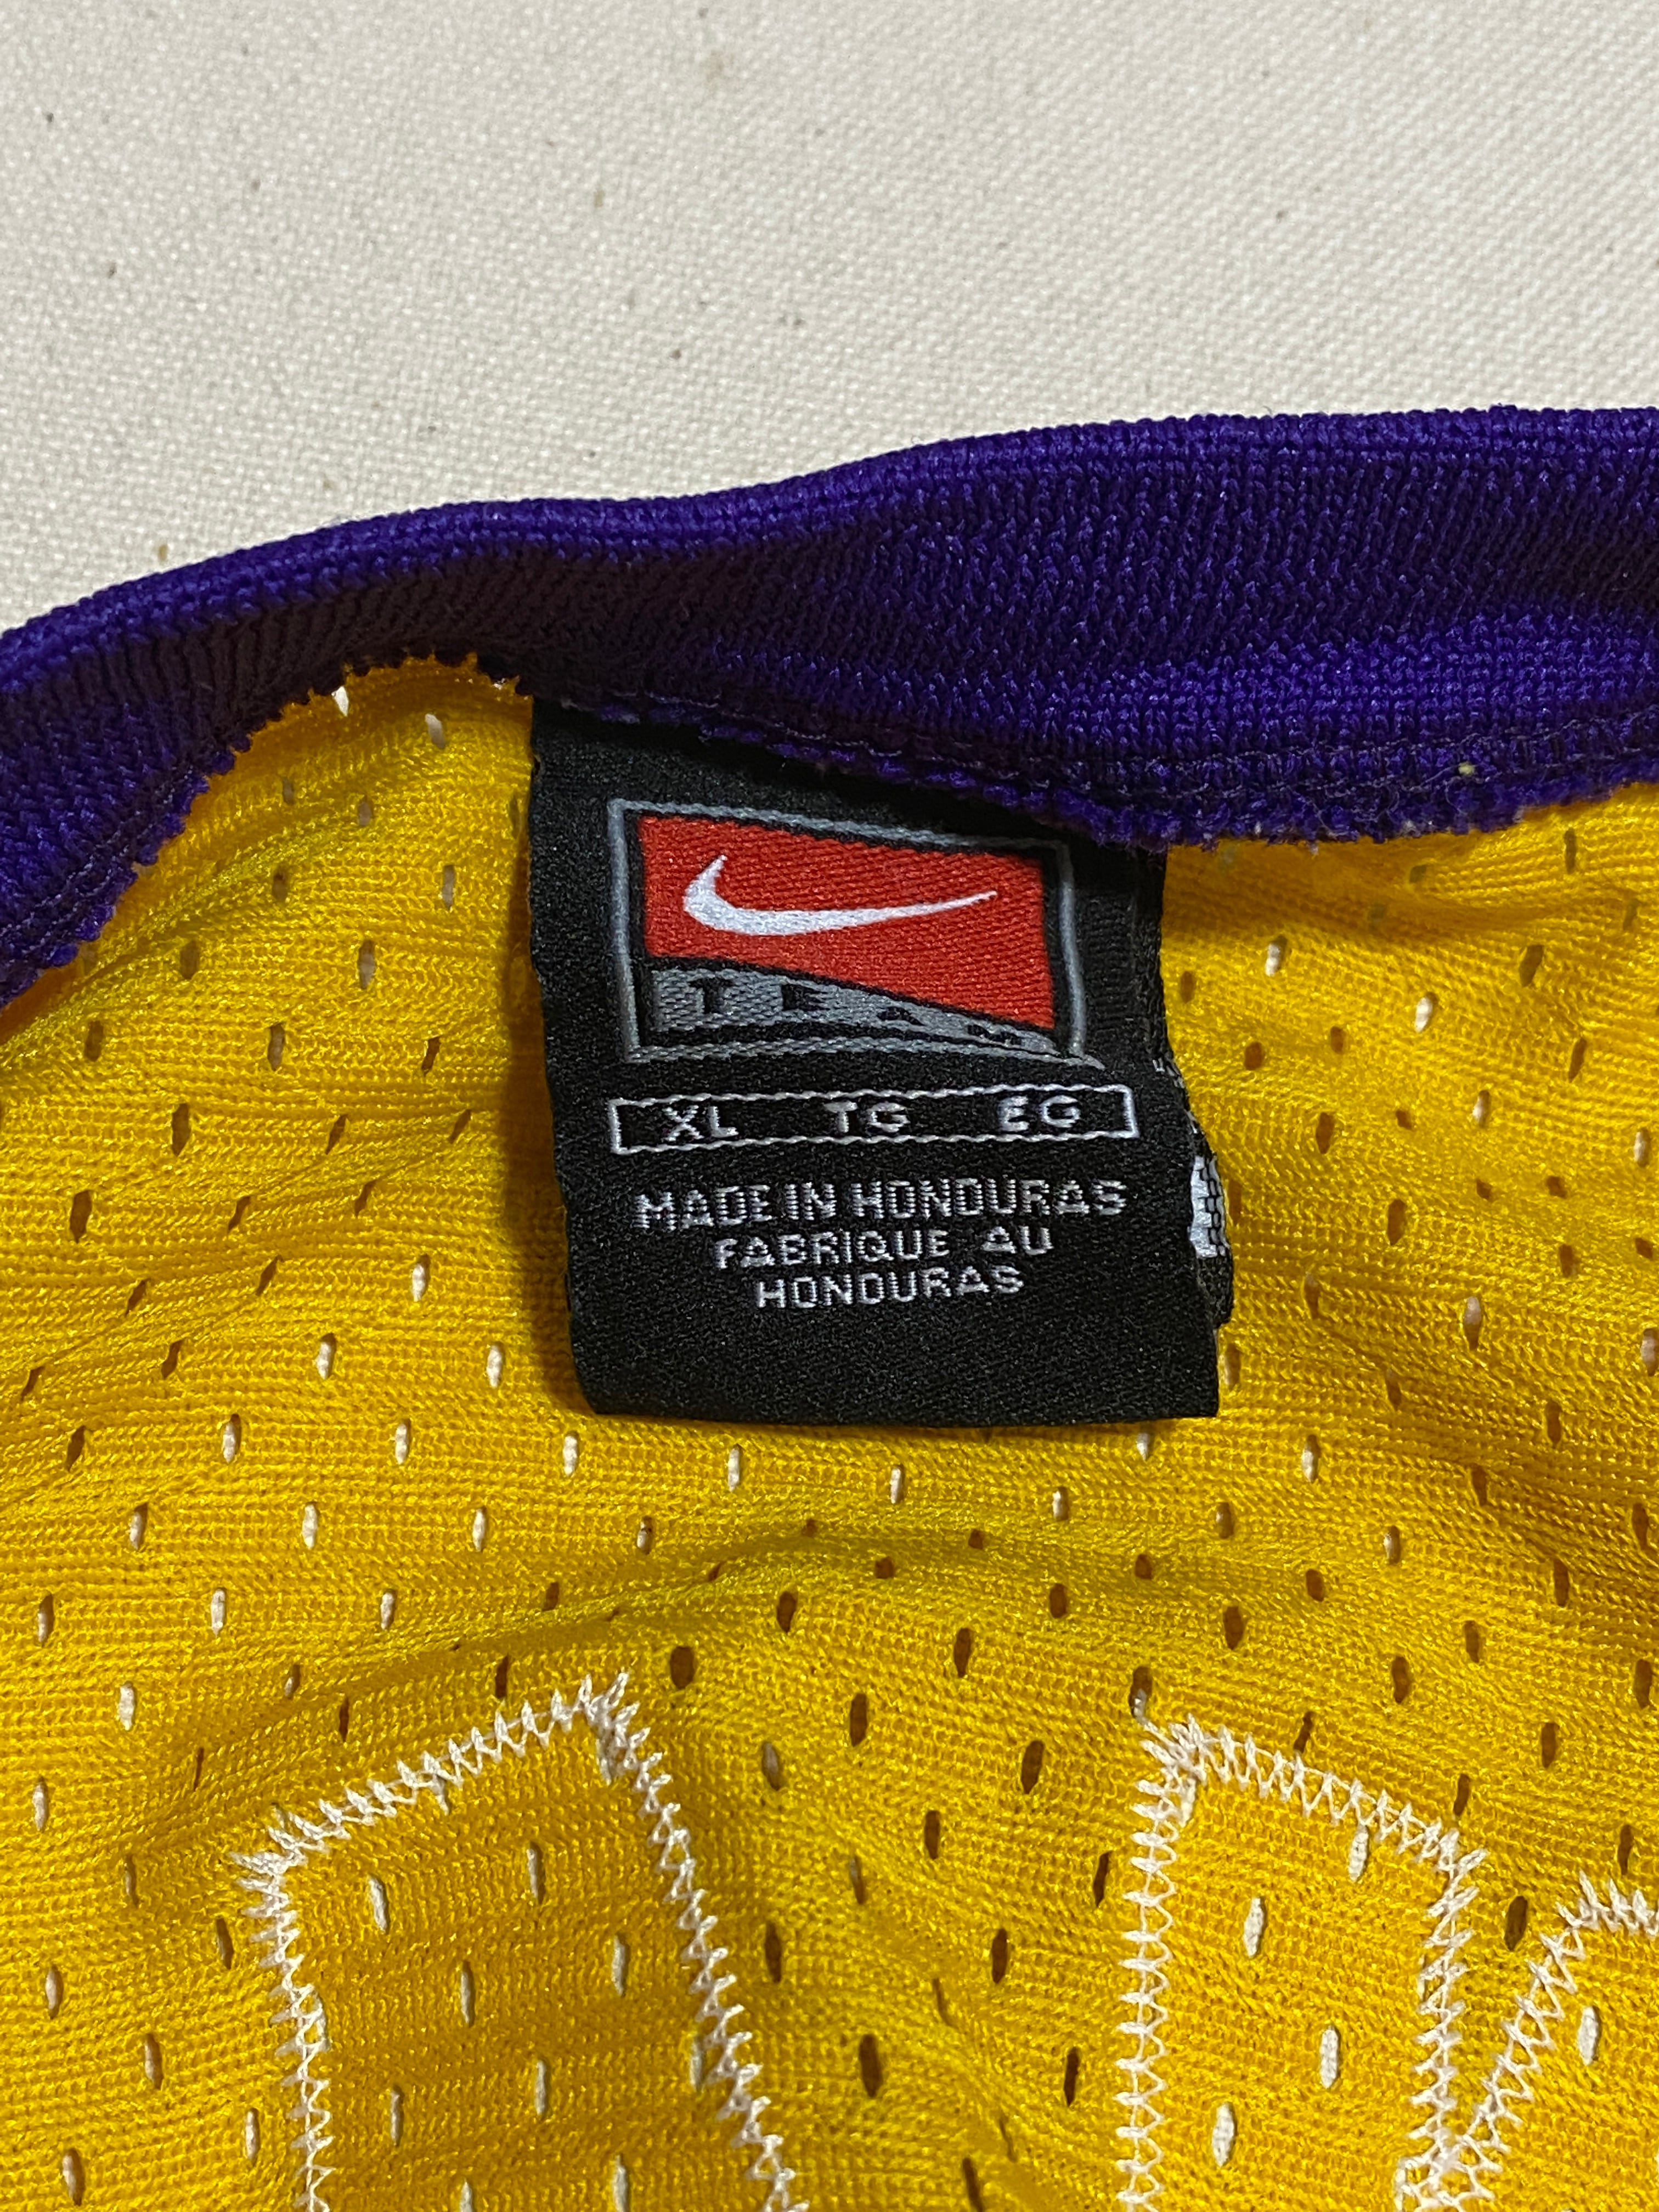 TEAM
XL TG EG
MADE IN HONDURAS
FABRIQUE AU
HONDURAS